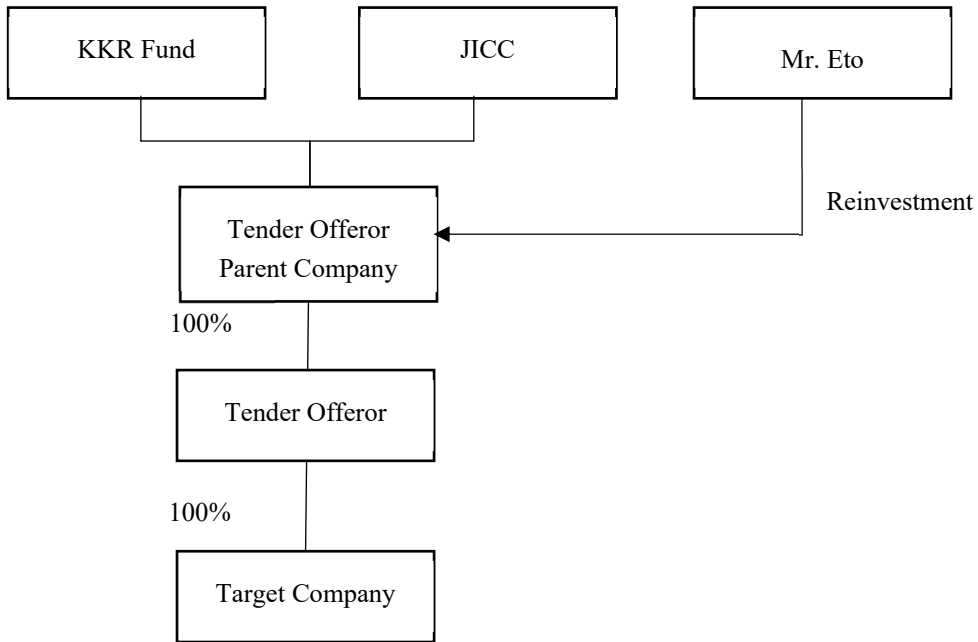 KKR Fund
JICC
Mr. Eto
Reinvestment
Tender Offeror
Parent Company
100%
Tender Offeror
100%
Target Company